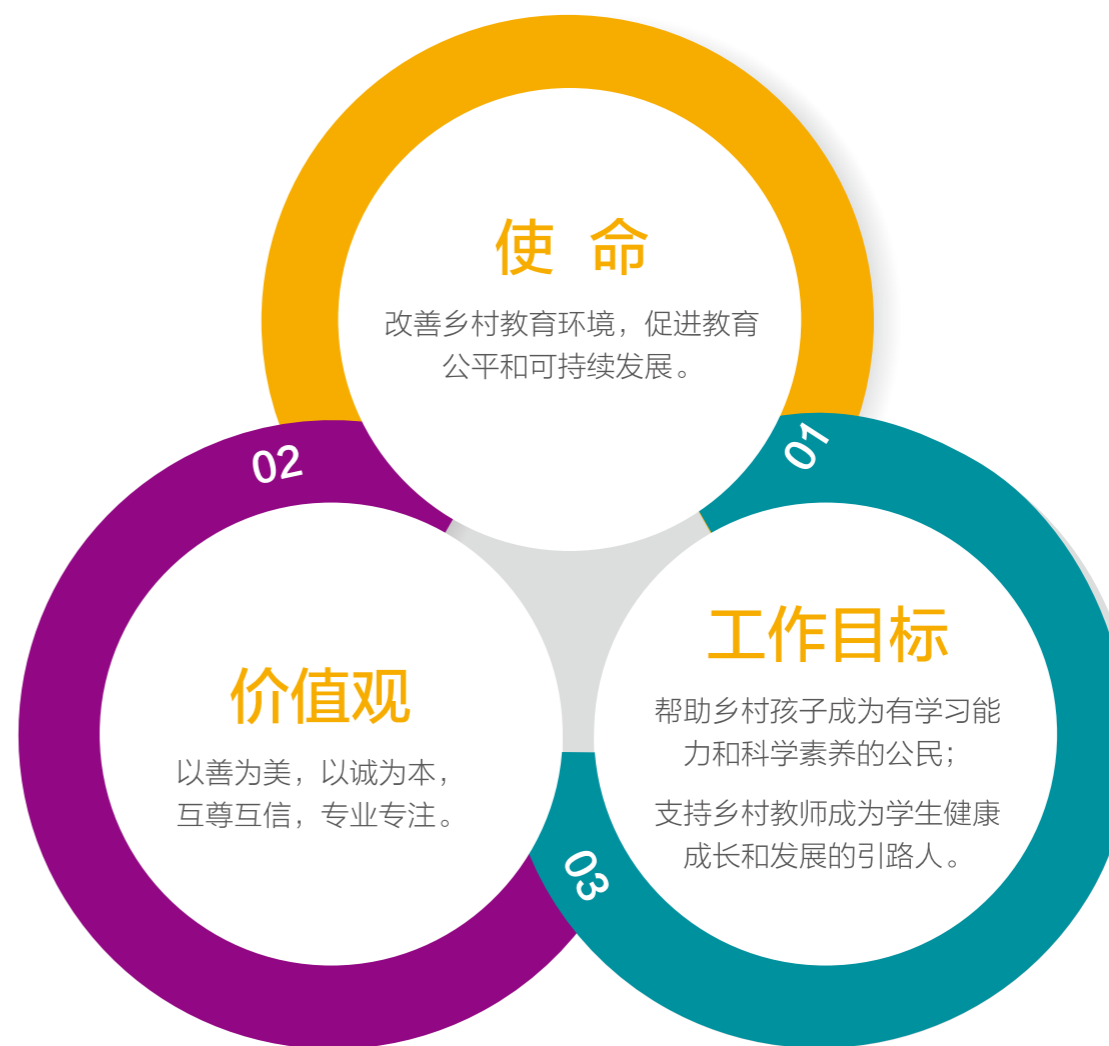 使 命
改善乡村教育环境，促进教育
公平和可持续发展。
01
02
工作目标
帮助乡村孩子成为有学习能
力和科学素养的公民；
支持乡村教师成为学生健康
成长和发展的引路人。
价值观
以善为美，以诚为本，
互尊互信，专业专注。
03